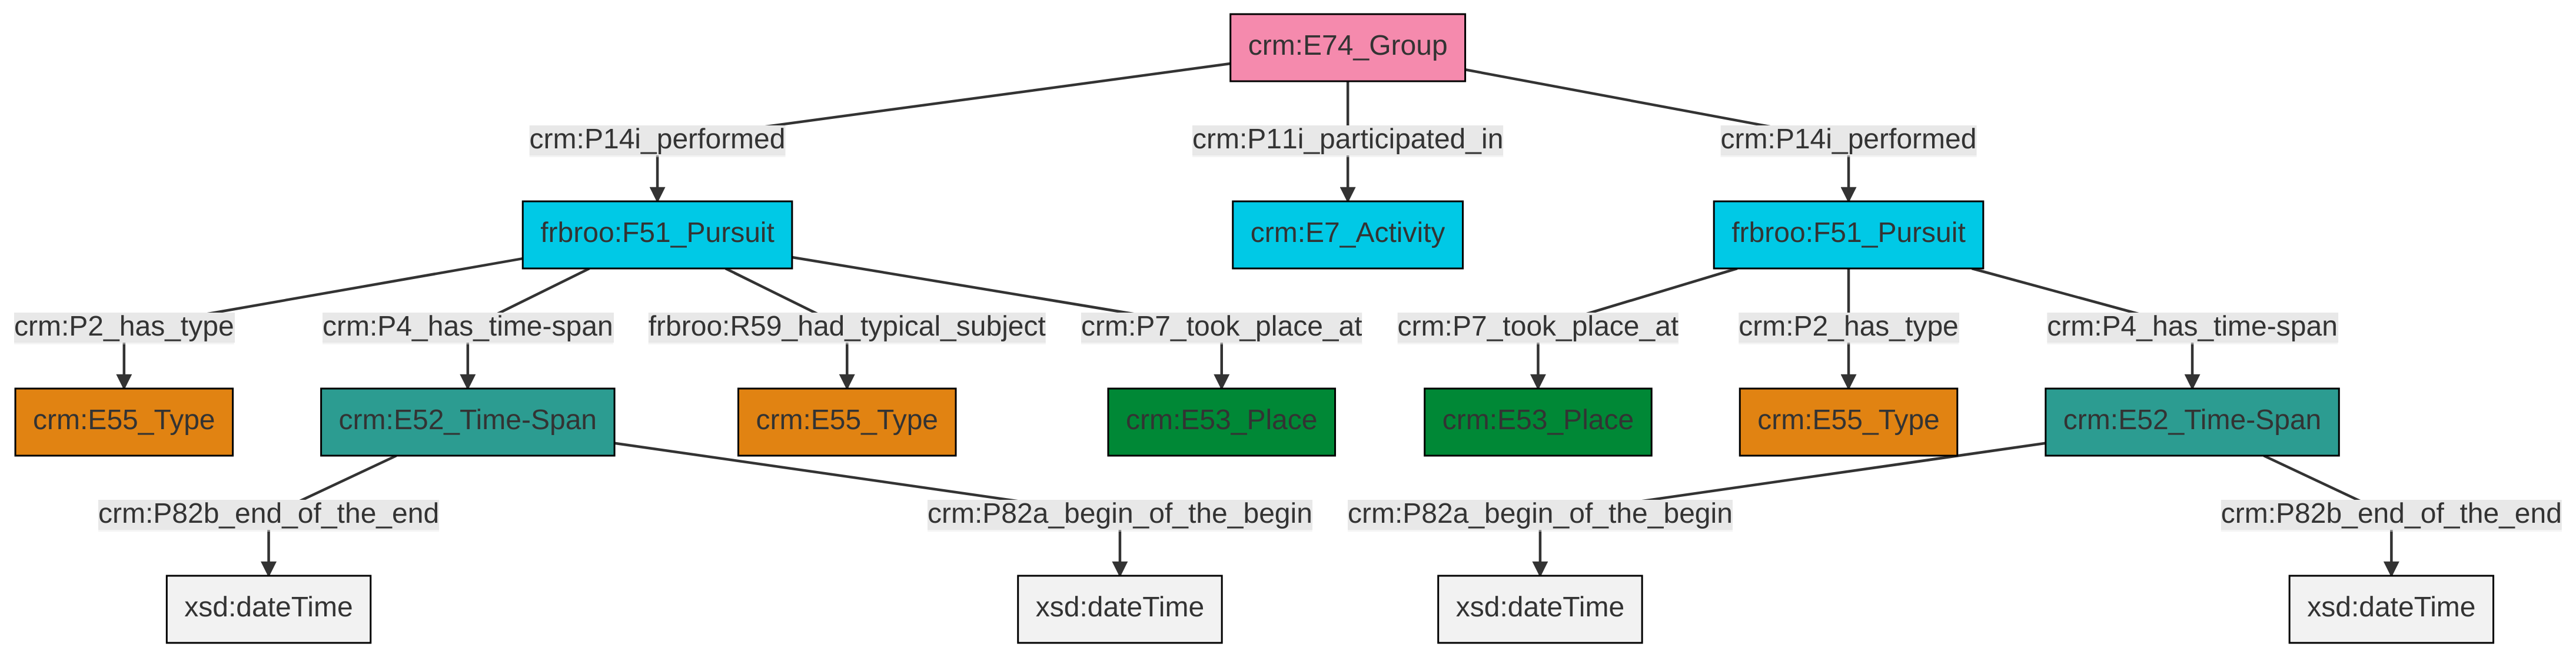 crm:E74_Group
crm:P14i_performed
crm:P11i_participated_in
crm:P14i_performed
frbroo:F51_Pursuit
crm:E7_Activity
frbroo:F51_Pursuit
crm:P2_has_type
crm:P4_has_time-span
frbroo:R59_had_typical_subject
crm:P7_took_place_at
crm:P7_took_place_at
crm:P2_has_type
crm:P4_has_time-span
crm:E55_Type
crm:E52_Time-Span
crm:E55_Type
crm:E53_Place
crm:E53_Place
crm:E55_Type
crm:E52_Time-Span
crm:P82b_end_of_the_end
crm:P82a_begin_of_the_begin
crm:P82a_begin_of_the_begin
crm:P82b_end_of_the_end
xsd:dateTime
xsd:dateTime
xsd:dateTime
xsd:dateTime